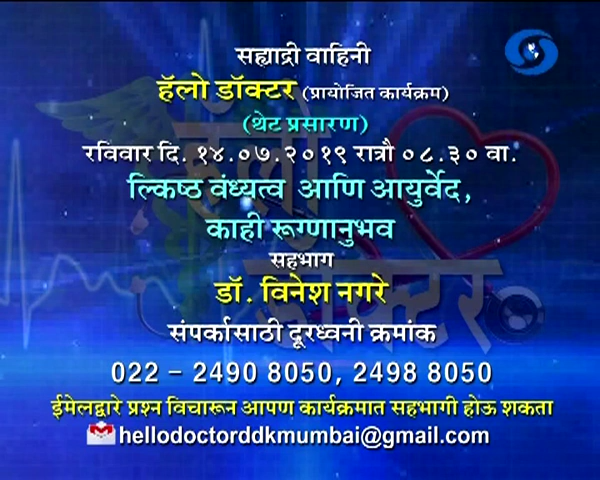 सह्याद्री वाहिनी
हॅलो डॉक्टर (प्रायोजित कार्यक्रम)
(थेट प्रसारण)
रविवार दि. १४.०७.२०१९ रात्रौ ०८.३० वा.
ल्किष्ठ वंध्यत्व आणि आयुर्वेद,
काही रूग्णानुभव
सहभाग
डॉ. विनेश नगरे
संपर्कासाठी दूरध्वनी क्रमांक
022 – 2490 8050, 2498 8050
ईमेलद्वारे प्रश्न विचारून आपण कार्यक्रमात सहभागी होऊ शकता
hellodoctorddkmumbai@gmail.com
हॅलो
डॉक्टर